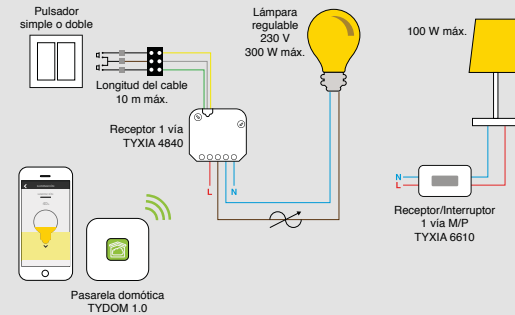 Pulsador
simple o doble
Longitud del cable
10 m máx.
Receptor 1 vía
TYXIA 4840
L
N
Lámpara
regulable
230 V
300 W máx.
100 W máx.
N
L
Receptor/Interruptor
1 vía M/P
TYXIA 6610
Pasarela domótica
TYDOM 1.0